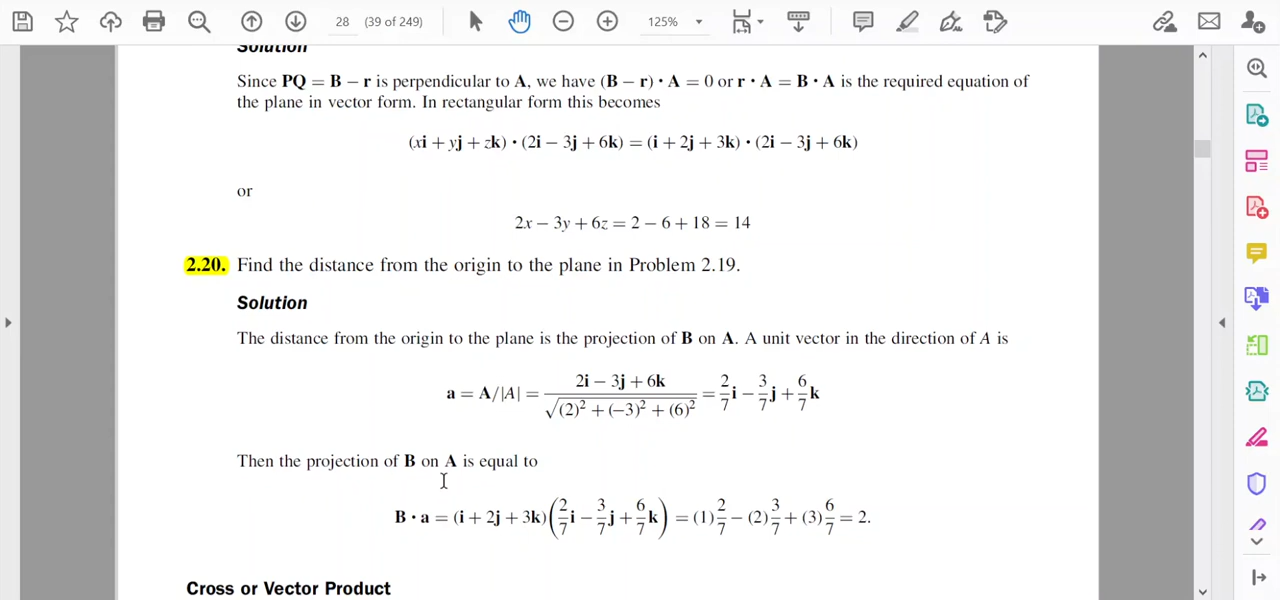 28 (39 of 249) 125%
Solution
Since PQ = B − r is perpendicular to A, we have (B − r) · A = 0 or r · A = B · A is the required equation of
the plane in vector form. In rectangular form this becomes
(xi + yj + zk) · (2i − 3j + 6k) = (i + 2j + 3k) · (2i − 3j + 6k)
or
2x − 3y + 6z = 2 − 6 + 18 = 14
2.20. Find the distance from the origin to the plane in Problem 2.19.
Solution
The distance from the origin to the plane is the projection of B on A. A unit vector in the direction of A is
a = A/|A| = (2i − 3j + 6k)/√((2)² + (−3)² + (6)²) = 2/7 i − 3/7 j + 6/7 k
Then the projection of B on A is equal to
B · a = (i + 2j + 3k)(2/7 i − 3/7 j + 6/7 k) = (1)2/7 − (2)3/7 + (3)6/7 = 2.
Cross or Vector Product